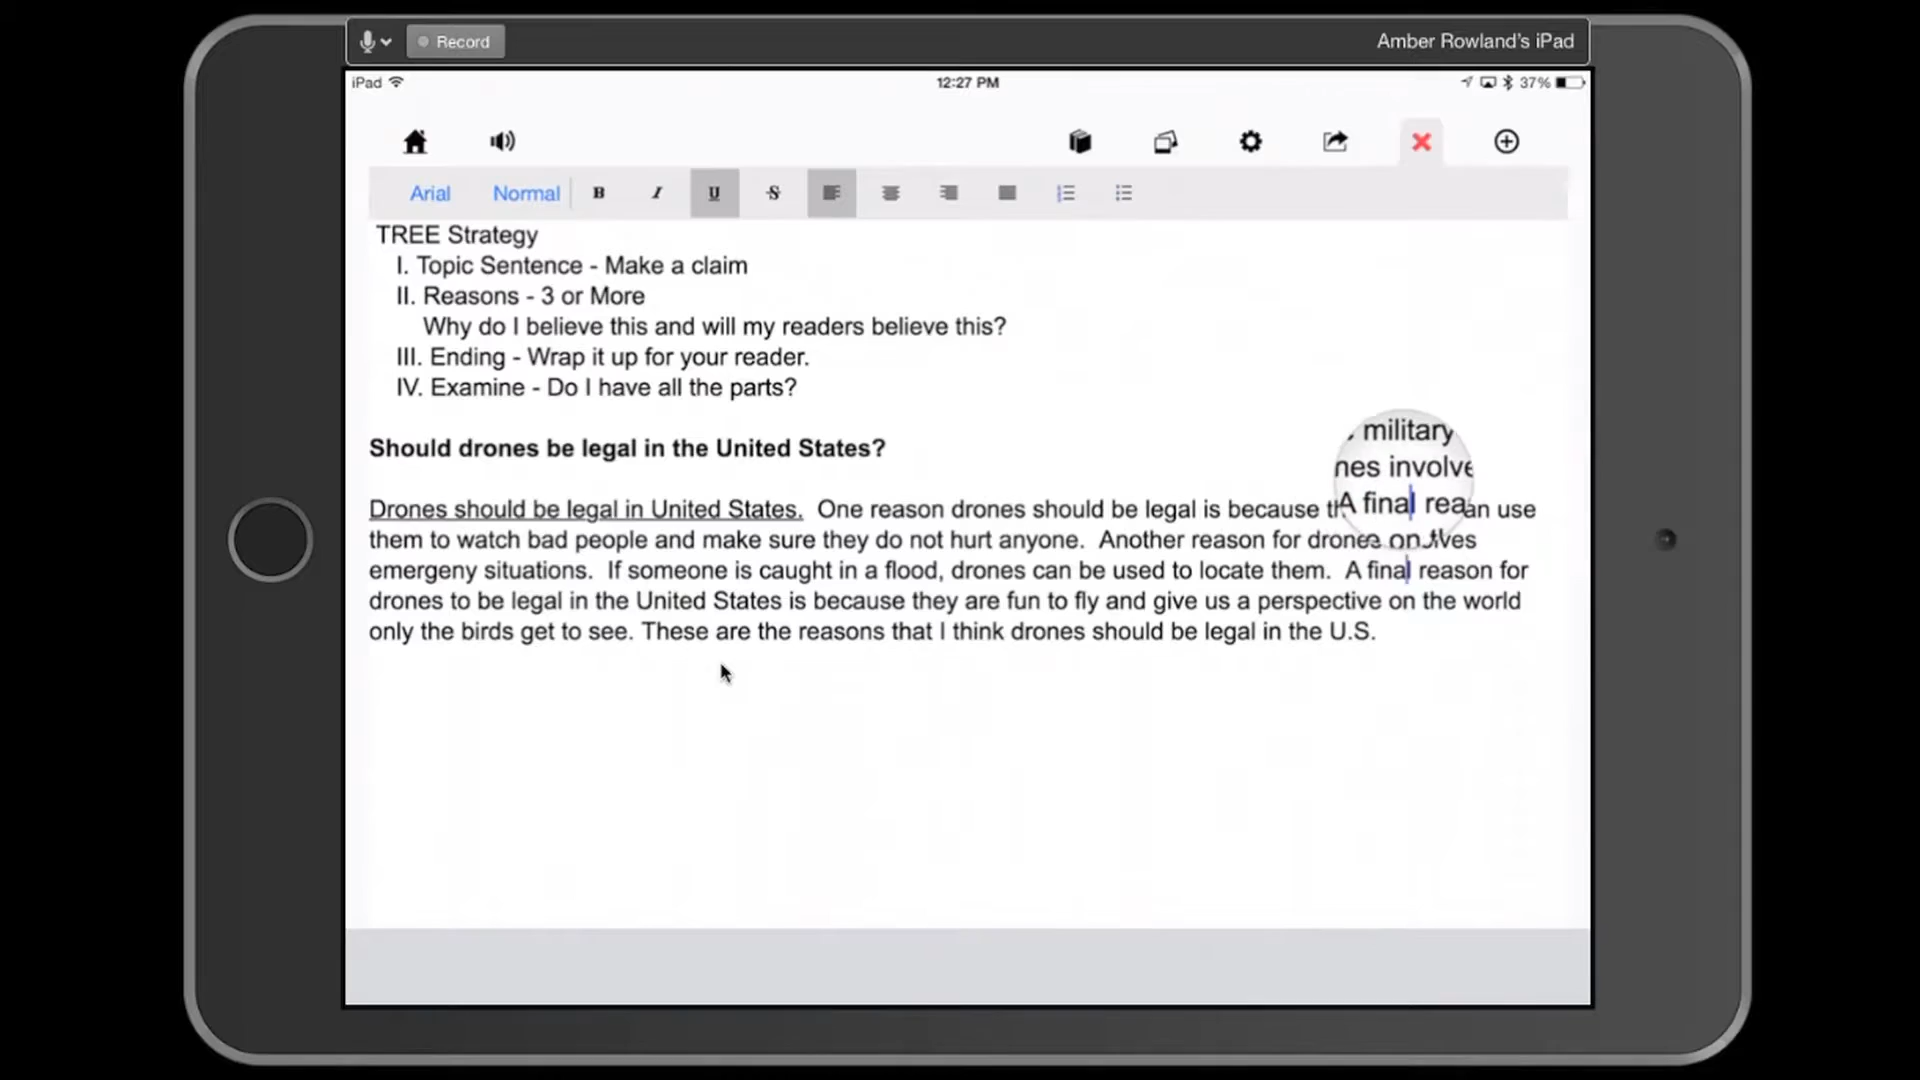 Record
Amber Rowland's iPad
iPad
12:27 PM
37%
Arial Normal B I U S
TREE Strategy
I. Topic Sentence - Make a claim
II. Reasons - 3 or More
Why do I believe this and will my readers believe this?
III. Ending - Wrap it up for your reader.
IV. Examine - Do I have all the parts?
Should drones be legal in the United States?
military
nes involve
A final rea
Drones should be legal in United States. One reason drones should be legal is because an use
them to watch bad people and make sure they do not hurt anyone. Another reason for
emergeny situations. If someone is caught in a flood, drones can be used to locate them. A final reason for
drones to be legal in the United States is because they are fun to fly and give us a perspective on the world
only the birds get to see. These are the reasons that I think drones should be legal in the U.S.